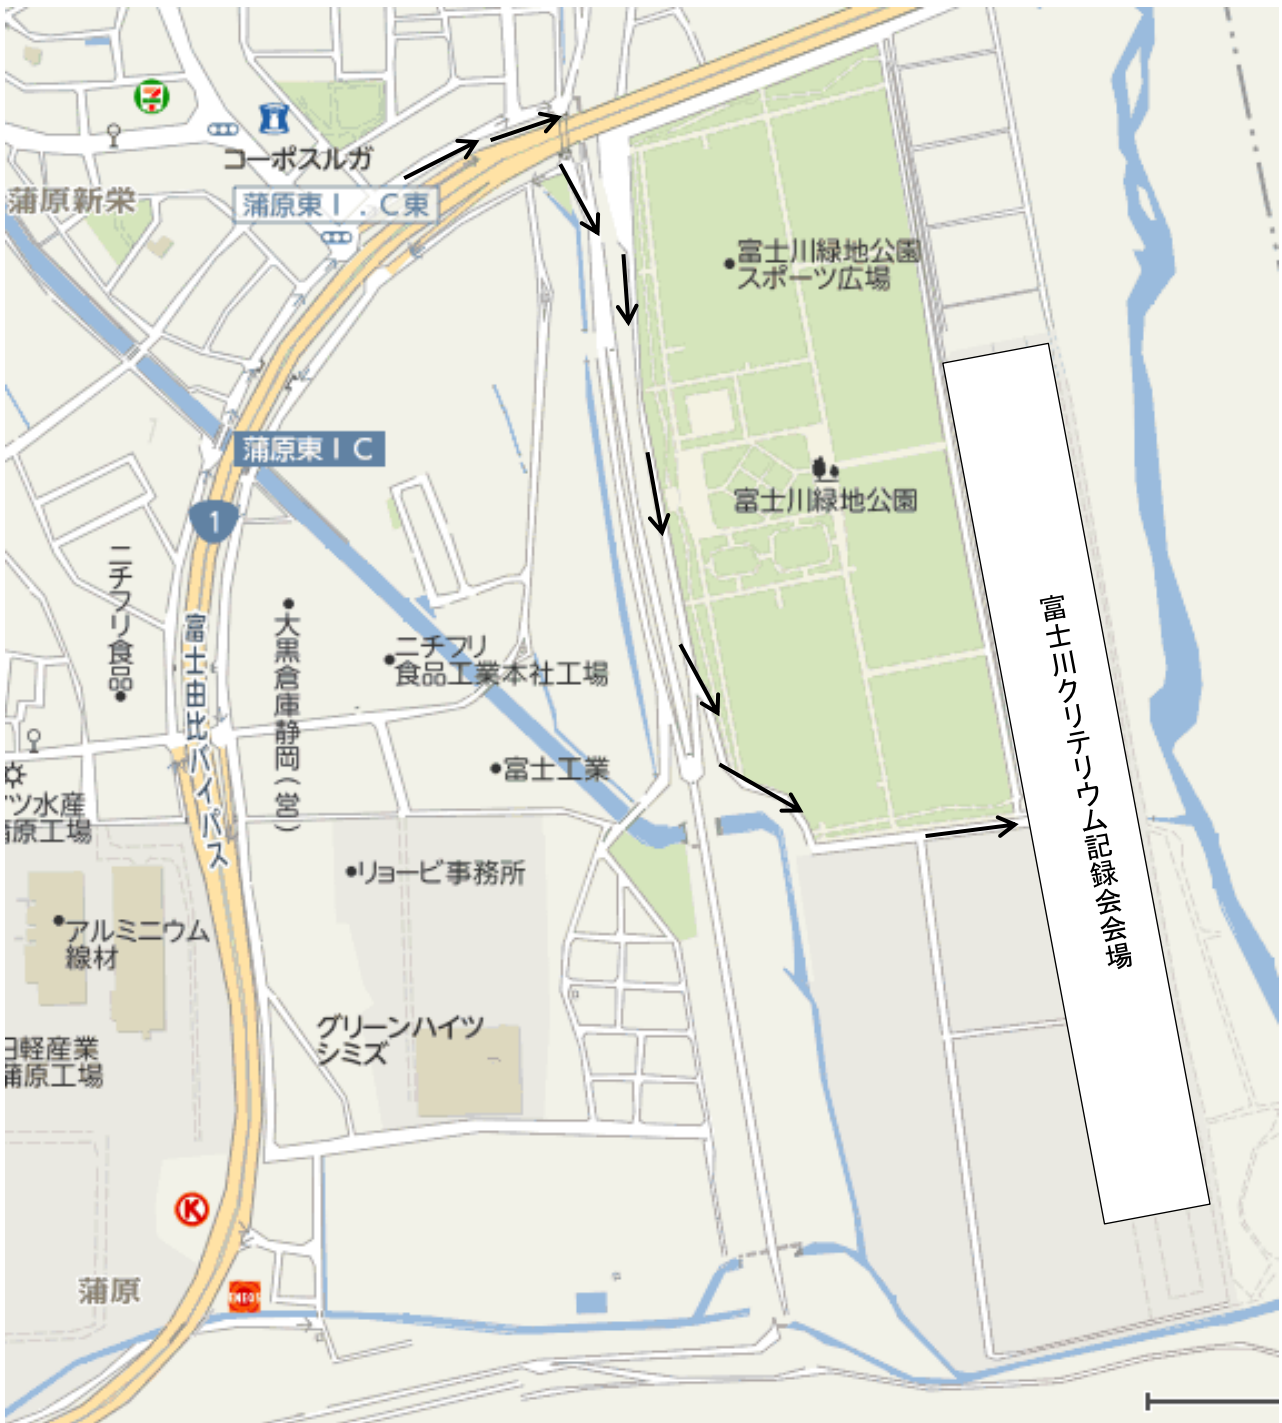 コーポスルガ
蒲原新栄
蒲原東I.C東
富士川緑地公園
スポーツ広場
蒲原東IC
1
富士川緑地公園
ニチフリ食品
富士由比バイパス
大黒倉庫静岡(営)
ニチフリ
食品工業本社工場
富士川クリテリウム記録会会場
富士工業
ツ水産
蒲原工場
リョービ事務所
アルミニウム
線材
グリーンハイツ
シミズ
日軽産業
蒲原工場
K
蒲原
ENEOS